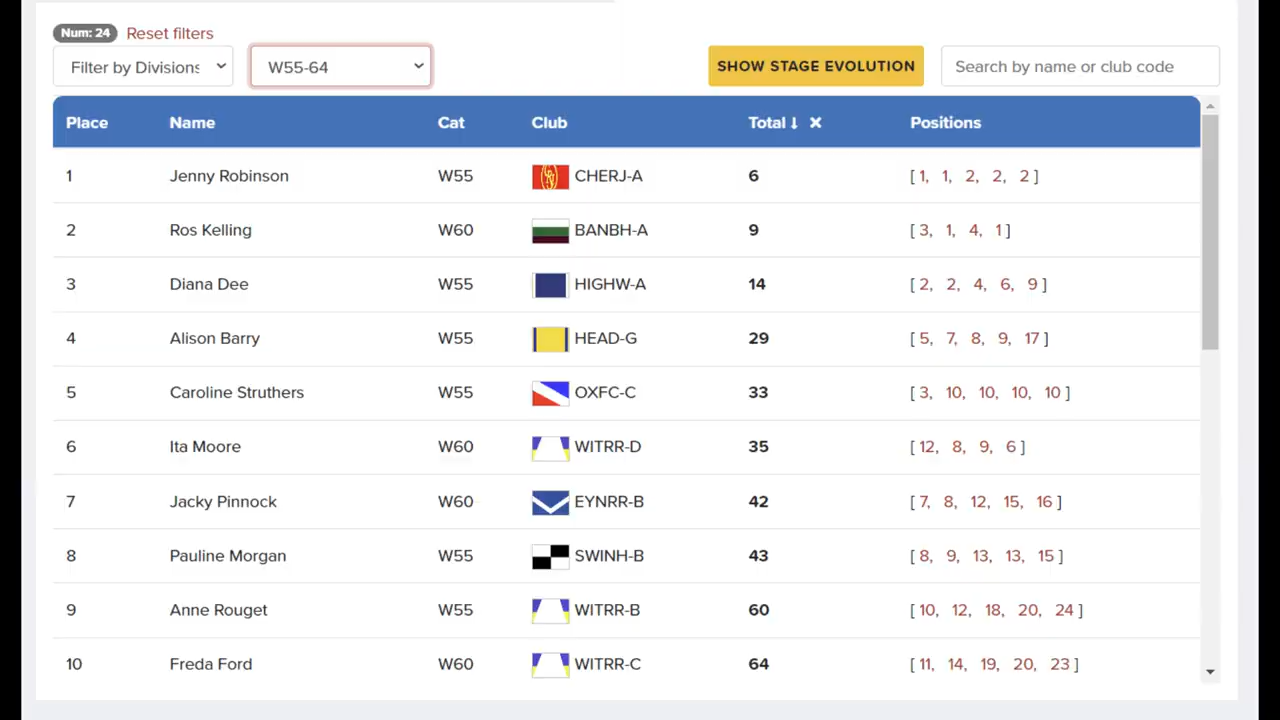 Num: 24 Reset filters
Filter by Divisions W55-64 SHOW STAGE EVOLUTION Search by name or club code
Place Name Cat Club Total ↓ ✕ Positions
1 Jenny Robinson W55 CHERJ-A 6 [ 1, 1, 2, 2, 2 ]
2 Ros Kelling W60 BANBH-A 9 [ 3, 1, 4, 1 ]
3 Diana Dee W55 HIGHW-A 14 [ 2, 2, 4, 6, 9 ]
4 Alison Barry W55 HEAD-G 29 [ 5, 7, 8, 9, 17 ]
5 Caroline Struthers W55 OXFC-C 33 [ 3, 10, 10, 10, 10 ]
6 Ita Moore W60 WITRR-D 35 [ 12, 8, 9, 6 ]
7 Jacky Pinnock W60 EYNRR-B 42 [ 7, 8, 12, 15, 16 ]
8 Pauline Morgan W55 SWINH-B 43 [ 8, 9, 13, 13, 15 ]
9 Anne Rouget W55 WITRR-B 60 [ 10, 12, 18, 20, 24 ]
10 Freda Ford W60 WITRR-C 64 [ 11, 14, 19, 20, 23 ]